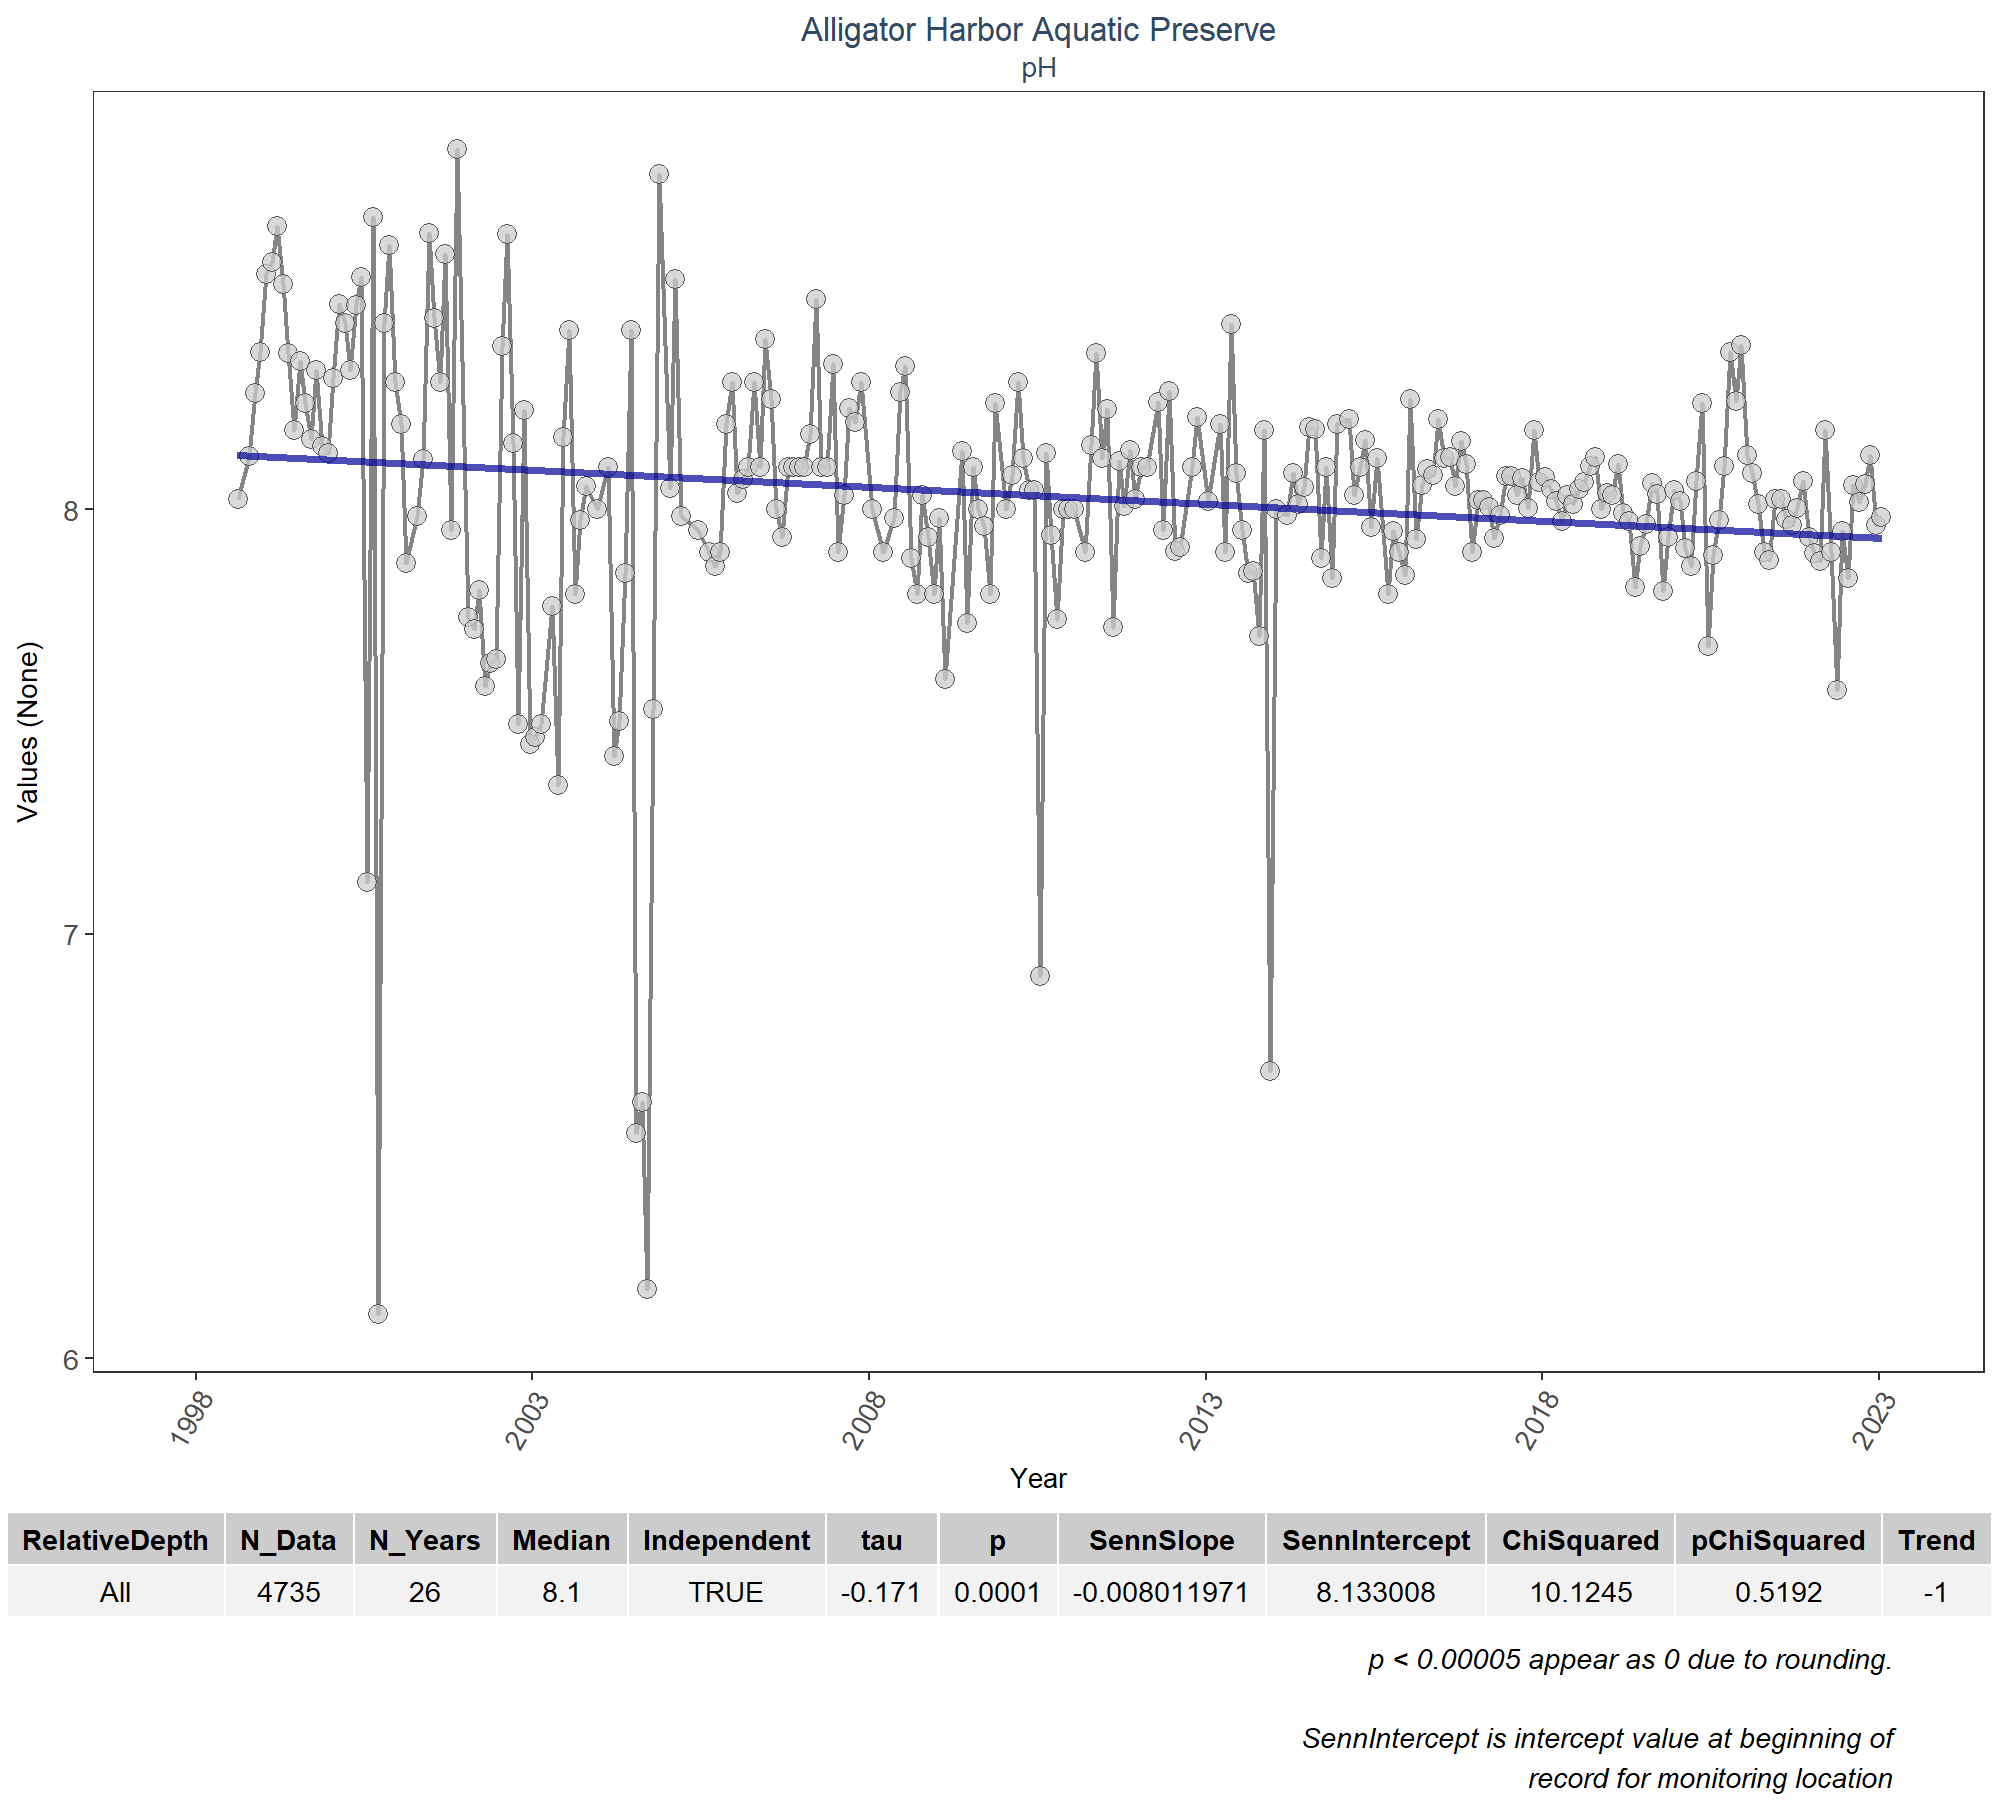 Alligator Harbor Aquatic Preserve
pH
Values (None)
8
7
6
1998 2003 2008 2013 2018 2023
Year
RelativeDepth N_Data N_Years Median Independent tau p SennSlope SennIntercept ChiSquared pChiSquared Trend
All 4735 26 8.1 TRUE -0.171 0.0001 -0.008011971 8.133008 10.1245 0.5192 -1
p < 0.00005 appear as 0 due to rounding.
SennIntercept is intercept value at beginning of
record for monitoring location